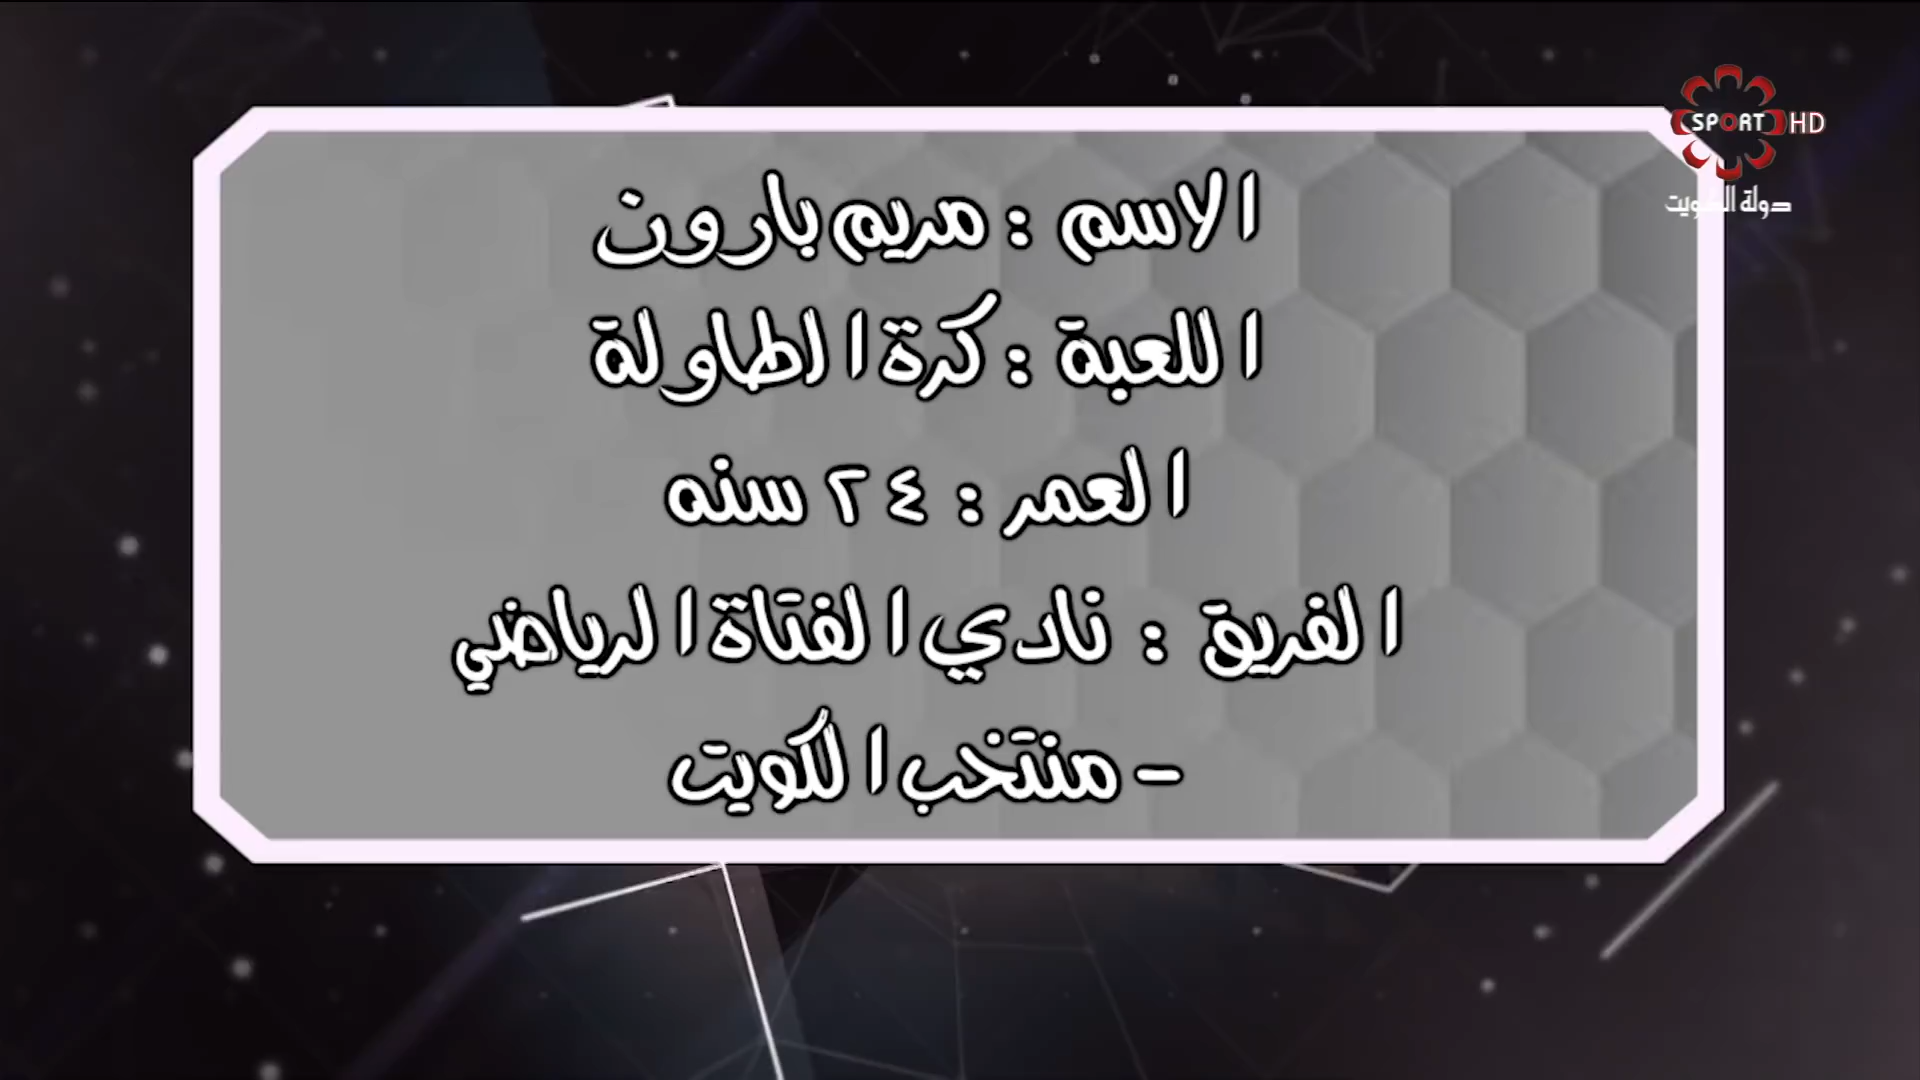 SPORT HD
دولة الكويت
الاسم : مريم بارون
اللعبة : كرة الطاولة
العمر : ٢٤ سنه
الفريق : نادي الفتاة الرياضي
- منتخب الكويت